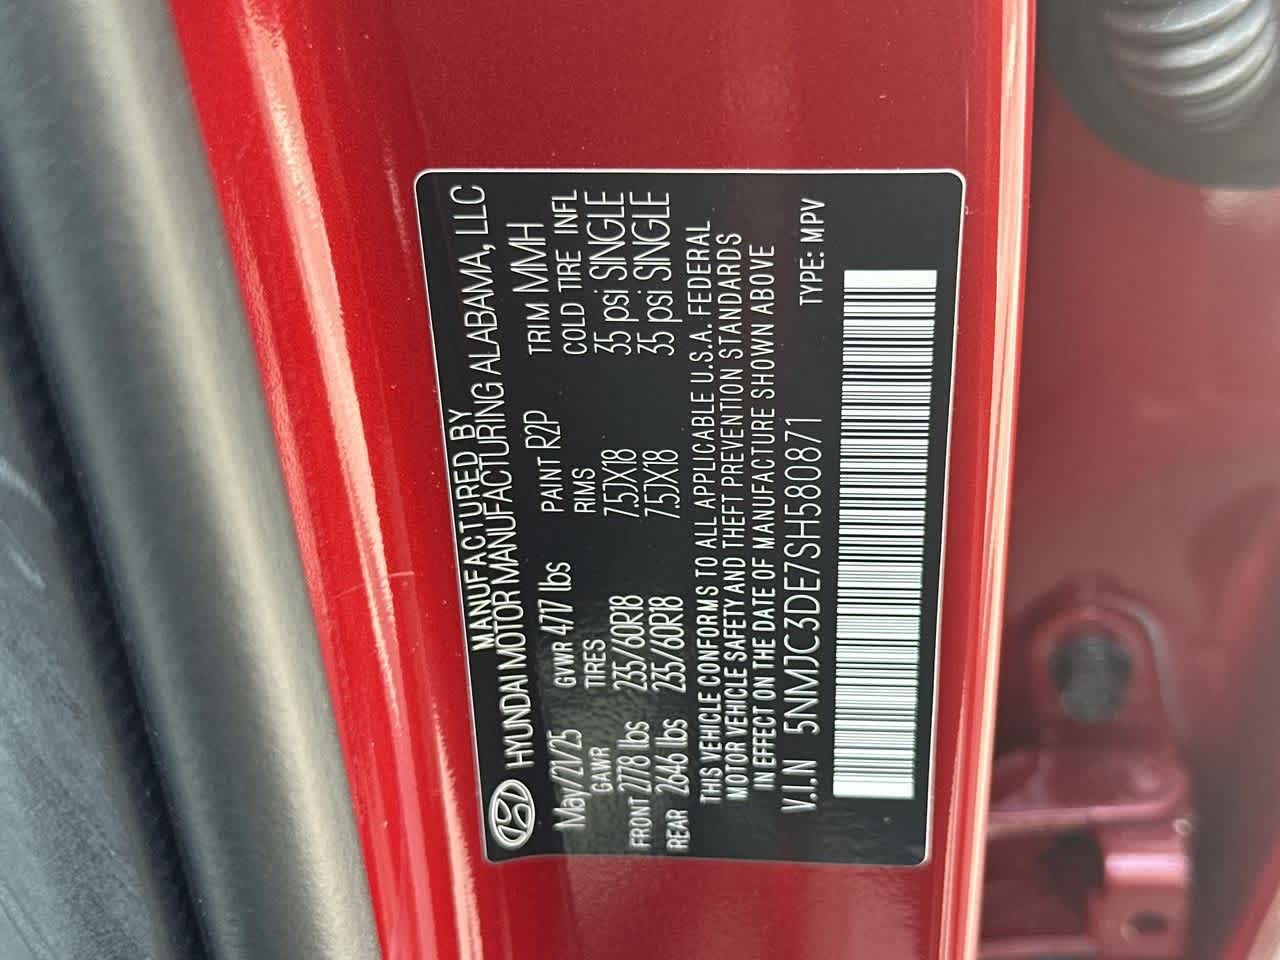 MANUFACTURED BY
HYUNDAI MOTOR MANUFACTURING ALABAMA, LLC
May/21/25 GVWR 4717 lbs PAINT R2P TRIM MMH
GAWR TIRES RIMS COLD TIRE INFL
FRONT 2778 lbs 235/60R18 7.5JX18 35 psi SINGLE
REAR 2646 lbs 235/60R18 7.5JX18 35 psi SINGLE
THIS VEHICLE CONFORMS TO ALL APPLICABLE U.S.A. FEDERAL
MOTOR VEHICLE SAFETY AND THEFT PREVENTION STANDARDS
IN EFFECT ON THE DATE OF MANUFACTURE SHOWN ABOVE
V.I.N 5NMJC3DE7SH580871 TYPE: MPV